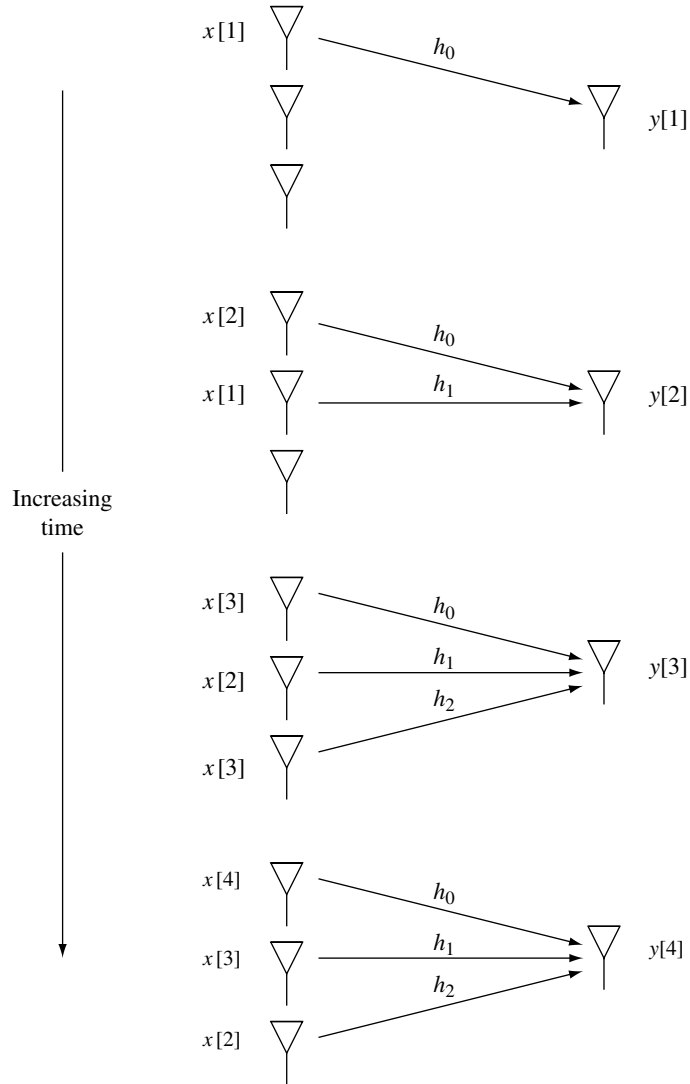 x[1]
h₀
y[1]
x[2]
h₀
x[1]
h₁
y[2]
Increasing
time
x[3]
h₀
x[2]
h₁
y[3]
h₂
x[3]
x[4]
h₀
x[3]
h₁
y[4]
h₂
x[2]